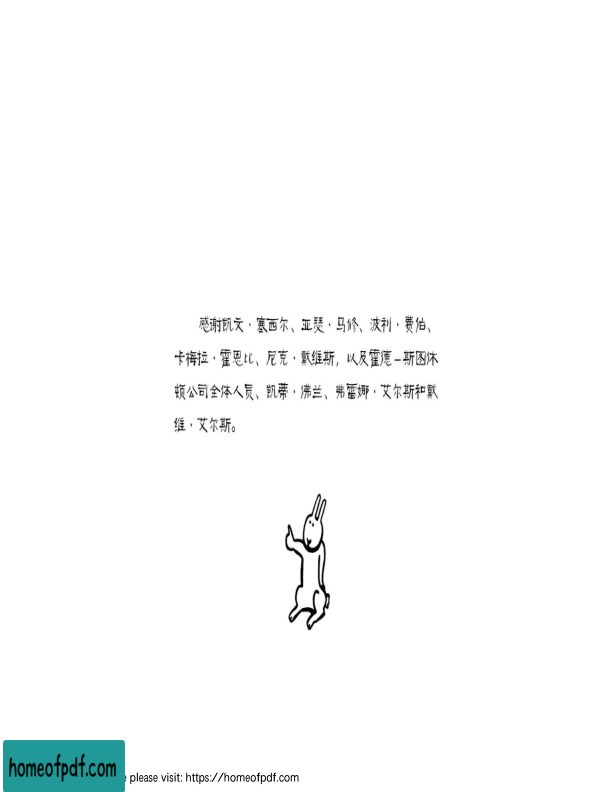 感谢凯文·塞西尔、亚瑟·马修、波利·费伯、
卡梅拉·霍恩比、尼克·戴维斯，以及霍德–斯图休
顿公司全体人员、凯蒂·佛兰、弗雷娜·艾尔斯和戴
维·艾尔斯。
homeofpdf.com
e please visit: https://homeofpdf.com